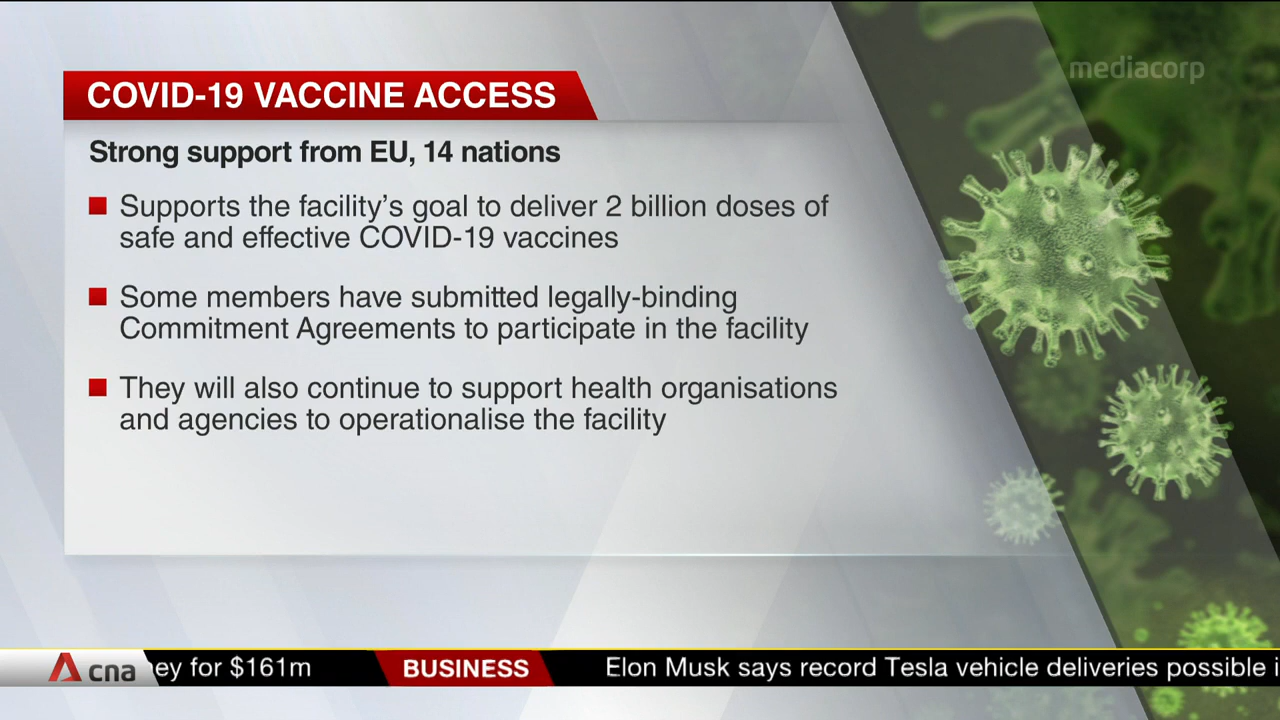 mediacorp
COVID-19 VACCINE ACCESS
Strong support from EU, 14 nations
Supports the facility's goal to deliver 2 billion doses of
safe and effective COVID-19 vaccines
Some members have submitted legally-binding
Commitment Agreements to participate in the facility
They will also continue to support health organisations
and agencies to operationalise the facility
cna ey for $161m BUSINESS Elon Musk says record Tesla vehicle deliveries possible i